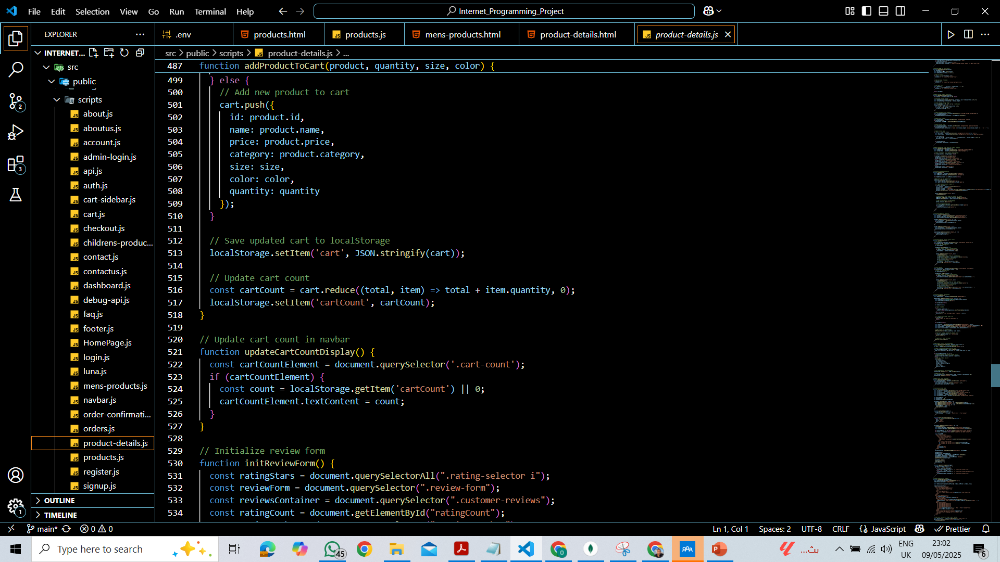 File Edit Selection View Go Run Terminal Help
Internet_Programming_Project
EXPLORER
.env products.html products.js mens-products.html product-details.html product-details.js
src > public > scripts > product-details.js > ...
INTERNET...
src
public
scripts
about.js
aboutus.js
account.js
admin-login.js
api.js
auth.js
cart-sidebar.js
cart.js
checkout.js
childrens-produc...
contact.js
contactus.js
dashboard.js
debug-api.js
faq.js
footer.js
HomePage.js
login.js
luna.js
mens-products.js
navbar.js
order-confirmati...
orders.js
product-details.js
products.js
register.js
signup.js
OUTLINE
TIMELINE
2
3
1
487 function addProductToCart(product, quantity, size, color) {
499 } else {
500 // Add new product to cart
501 cart.push({
502 id: product.id,
503 name: product.name,
504 price: product.price,
505 category: product.category,
506 size: size,
507 color: color,
508 quantity: quantity
509 });
510 }
511
512 // Save updated cart to localStorage
513 localStorage.setItem('cart', JSON.stringify(cart));
514
515 // Update cart count
516 const cartCount = cart.reduce((total, item) => total + item.quantity, 0);
517 localStorage.setItem('cartCount', cartCount);
518 }
519
520 // Update cart count in navbar
521 function updateCartCountDisplay() {
522 const cartCountElement = document.querySelector('.cart-count');
523 if (cartCountElement) {
524 const count = localStorage.getItem('cartCount') || 0;
525 cartCountElement.textContent = count;
526 }
527 }
528
529 // Initialize review form
530 function initReviewForm() {
531 const ratingStars = document.querySelectorAll(".rating-selector i");
532 const reviewForm = document.querySelector(".review-form");
533 const reviewsContainer = document.querySelector(".customer-reviews");
534 const ratingCount = document.getElementById("ratingCount");
main* 0 0 Ln 1, Col 1 Spaces: 2 UTF-8 CRLF JavaScript Prettier
Type here to search
45
بث...
ENG
UK
23:02
09/05/2025
6